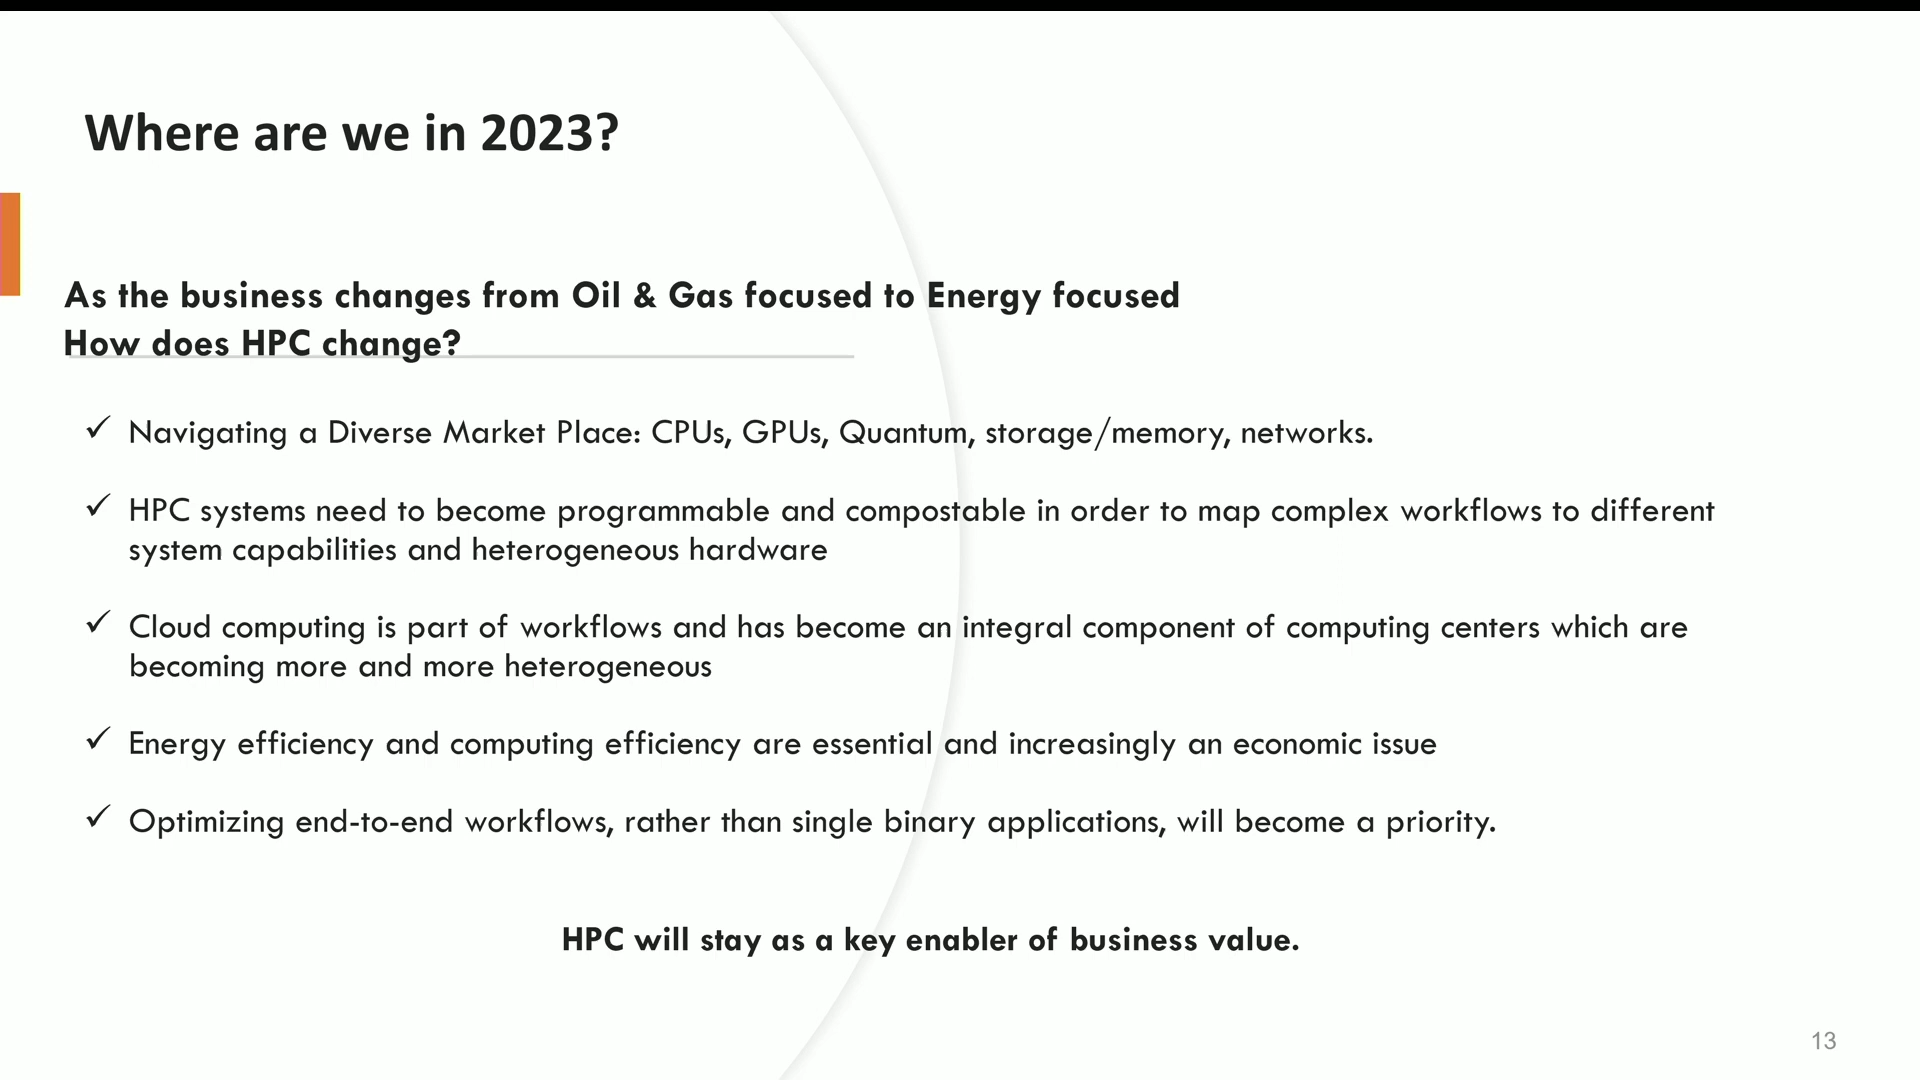 Where are we in 2023?
As the business changes from Oil & Gas focused to Energy focused
How does HPC change?
✓ Navigating a Diverse Market Place: CPUs, GPUs, Quantum, storage/memory, networks.
✓ HPC systems need to become programmable and compostable in order to map complex workflows to different
system capabilities and heterogeneous hardware
✓ Cloud computing is part of workflows and has become an integral component of computing centers which are
becoming more and more heterogeneous
✓ Energy efficiency and computing efficiency are essential and increasingly an economic issue
✓ Optimizing end-to-end workflows, rather than single binary applications, will become a priority.
HPC will stay as a key enabler of business value.
13